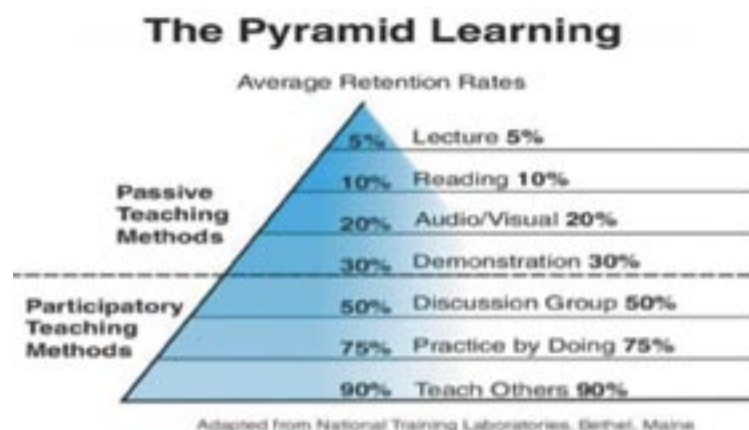 The Pyramid Learning
Average Retention Rates
5% Lecture 5%
10% Reading 10%
Passive
Teaching
Methods
20% Audio/Visual 20%
30% Demonstration 30%
Participatory
Teaching
Methods
50% Discussion Group 50%
75% Practice by Doing 75%
90% Teach Others 90%
Adapted from National Training Laboratories. Bethel, Maine